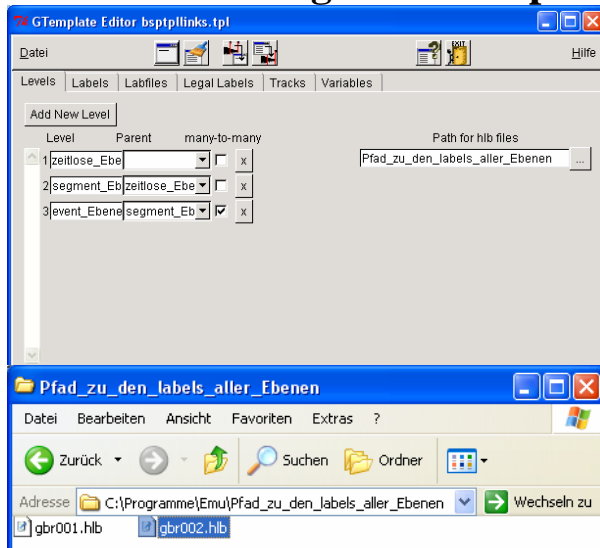 GTemplate Editor bsptpllinks.tpl
Datei Hilfe
Levels Labels Labfiles Legal Labels Tracks Variables
Add New Level
Level Parent many-to-many Path for hlb files
1 zeitlose_Ebe x Pfad_zu_den_labels_aller_Ebenen ...
2 segment_Eb zeitlose_Ebe x
3 event_Ebene segment_Eb x
Pfad_zu_den_labels_aller_Ebenen
Datei Bearbeiten Ansicht Favoriten Extras ?
Zurück Suchen Ordner
Adresse C:\Programme\Emu\Pfad_zu_den_labels_aller_Ebenen Wechseln zu
gbr001.hlb gbr002.hlb